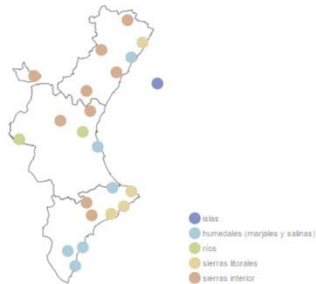 islas
humedales (marjales y salinas)
ríos
sierras litorales
sierras interior